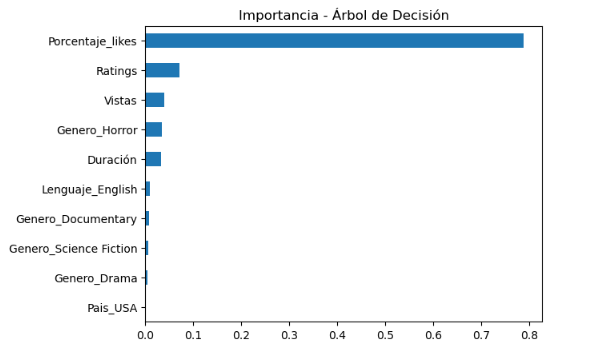 Importancia - Árbol de Decisión
Porcentaje_likes
Ratings
Vistas
Genero_Horror
Duración
Lenguaje_English
Genero_Documentary
Genero_Science Fiction
Genero_Drama
Pais_USA
0.0 0.1 0.2 0.3 0.4 0.5 0.6 0.7 0.8